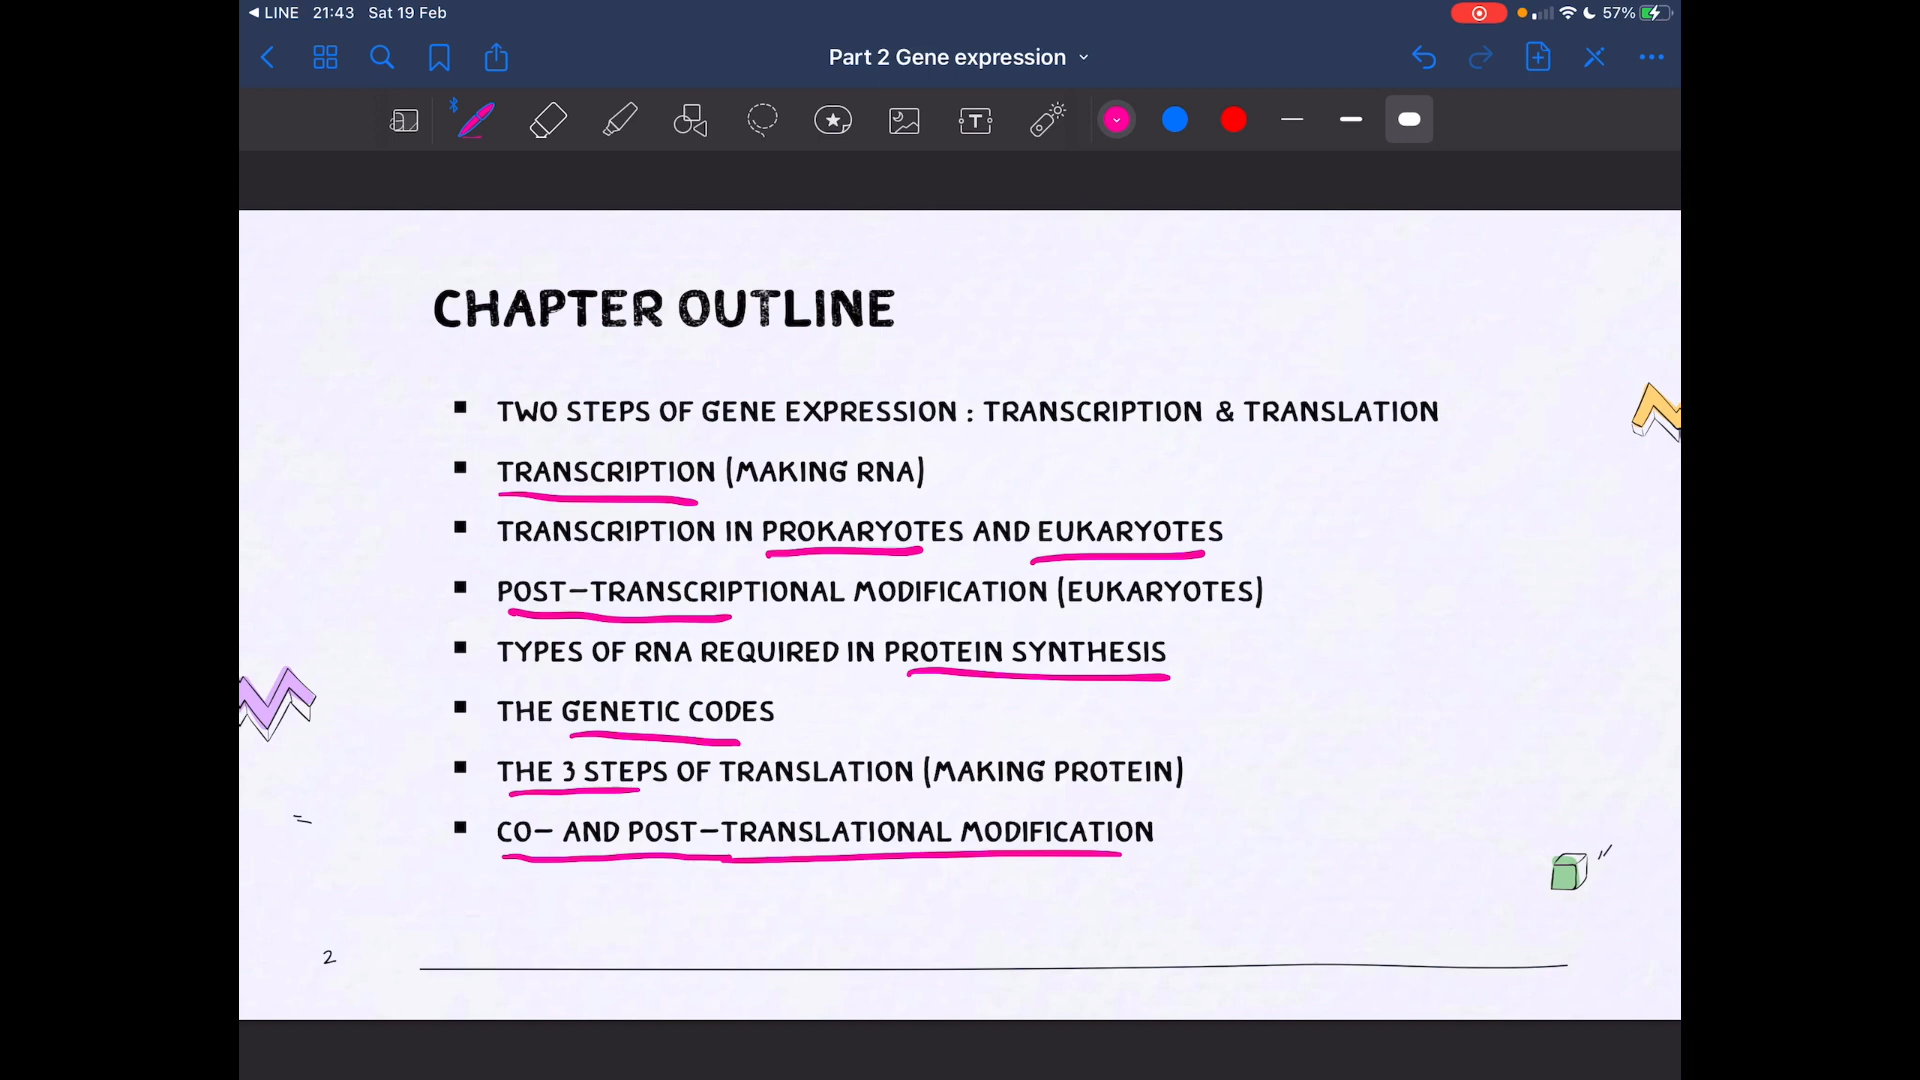 LINE 21:43 Sat 19 Feb 57%
Part 2 Gene expression
T
CHAPTER OUTLINE
TWO STEPS OF GENE EXPRESSION : TRANSCRIPTION & TRANSLATION
TRANSCRIPTION (MAKING RNA)
TRANSCRIPTION IN PROKARYOTES AND EUKARYOTES
POST-TRANSCRIPTIONAL MODIFICATION (EUKARYOTES)
TYPES OF RNA REQUIRED IN PROTEIN SYNTHESIS
THE GENETIC CODES
THE 3 STEPS OF TRANSLATION (MAKING PROTEIN)
CO- AND POST-TRANSLATIONAL MODIFICATION
2